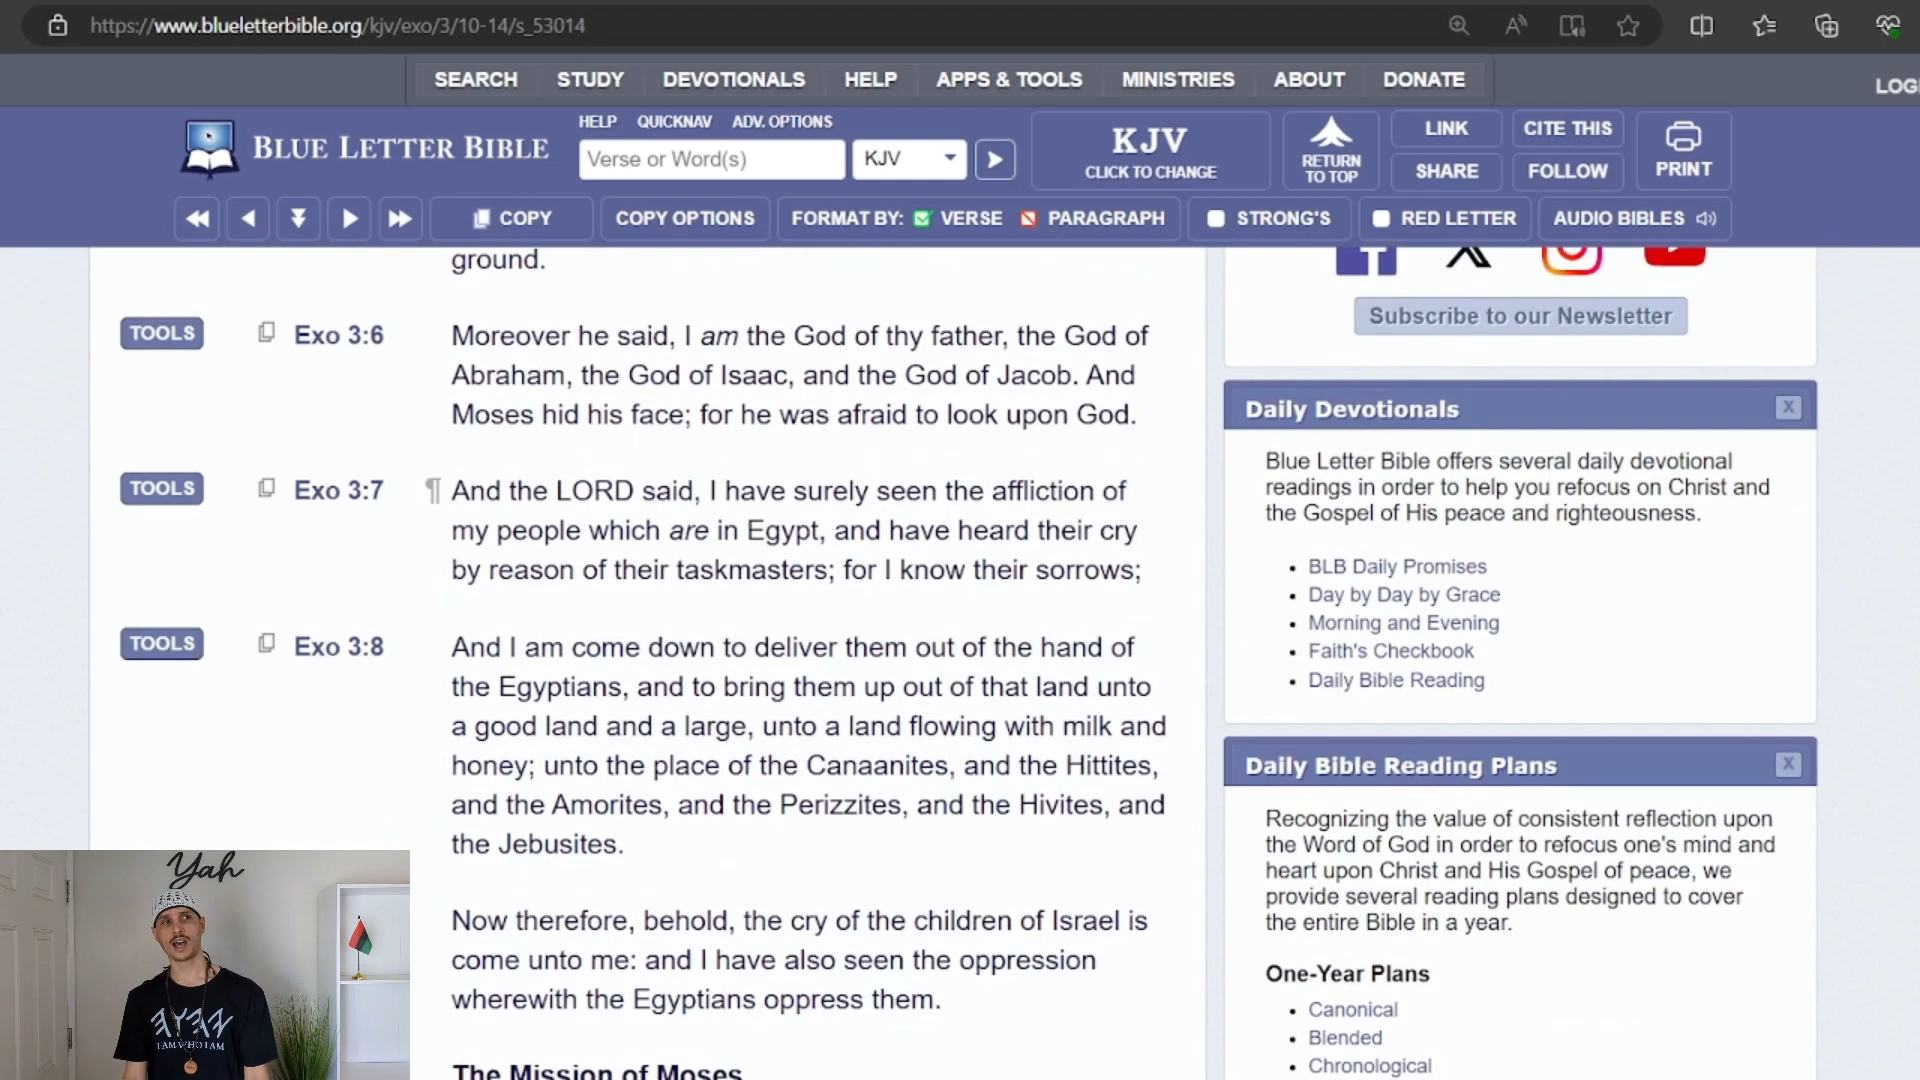 https://www.blueletterbible.org/kjv/exo/3/10-14/s_53014
SEARCH STUDY DEVOTIONALS HELP APPS & TOOLS MINISTRIES ABOUT DONATE
LOGI
BLUE LETTER BIBLE
HELP QUICKNAV ADV. OPTIONS
Verse or Word(s)
KJV
KJV
CLICK TO CHANGE
RETURN
TO TOP
LINK
CITE THIS
SHARE
FOLLOW
PRINT
COPY
COPY OPTIONS
FORMAT BY: VERSE PARAGRAPH
STRONG'S
RED LETTER
AUDIO BIBLES
ground.
TOOLS Exo 3:6 Moreover he said, I am the God of thy father, the God of
Abraham, the God of Isaac, and the God of Jacob. And
Moses hid his face; for he was afraid to look upon God.
TOOLS Exo 3:7 ¶ And the LORD said, I have surely seen the affliction of
my people which are in Egypt, and have heard their cry
by reason of their taskmasters; for I know their sorrows;
TOOLS Exo 3:8 And I am come down to deliver them out of the hand of
the Egyptians, and to bring them up out of that land unto
a good land and a large, unto a land flowing with milk and
honey; unto the place of the Canaanites, and the Hittites,
and the Amorites, and the Perizzites, and the Hivites, and
the Jebusites.
Now therefore, behold, the cry of the children of Israel is
come unto me: and I have also seen the oppression
wherewith the Egyptians oppress them.
The Mission of Moses
Subscribe to our Newsletter
Daily Devotionals X
Blue Letter Bible offers several daily devotional
readings in order to help you refocus on Christ and
the Gospel of His peace and righteousness.
• BLB Daily Promises
• Day by Day by Grace
• Morning and Evening
• Faith's Checkbook
• Daily Bible Reading
Daily Bible Reading Plans X
Recognizing the value of consistent reflection upon
the Word of God in order to refocus one's mind and
heart upon Christ and His Gospel of peace, we
provide several reading plans designed to cover
the entire Bible in a year.
One-Year Plans
• Canonical
• Blended
• Chronological
Yah
𐤄𐤅𐤄𐤉
I AM WHO I AM